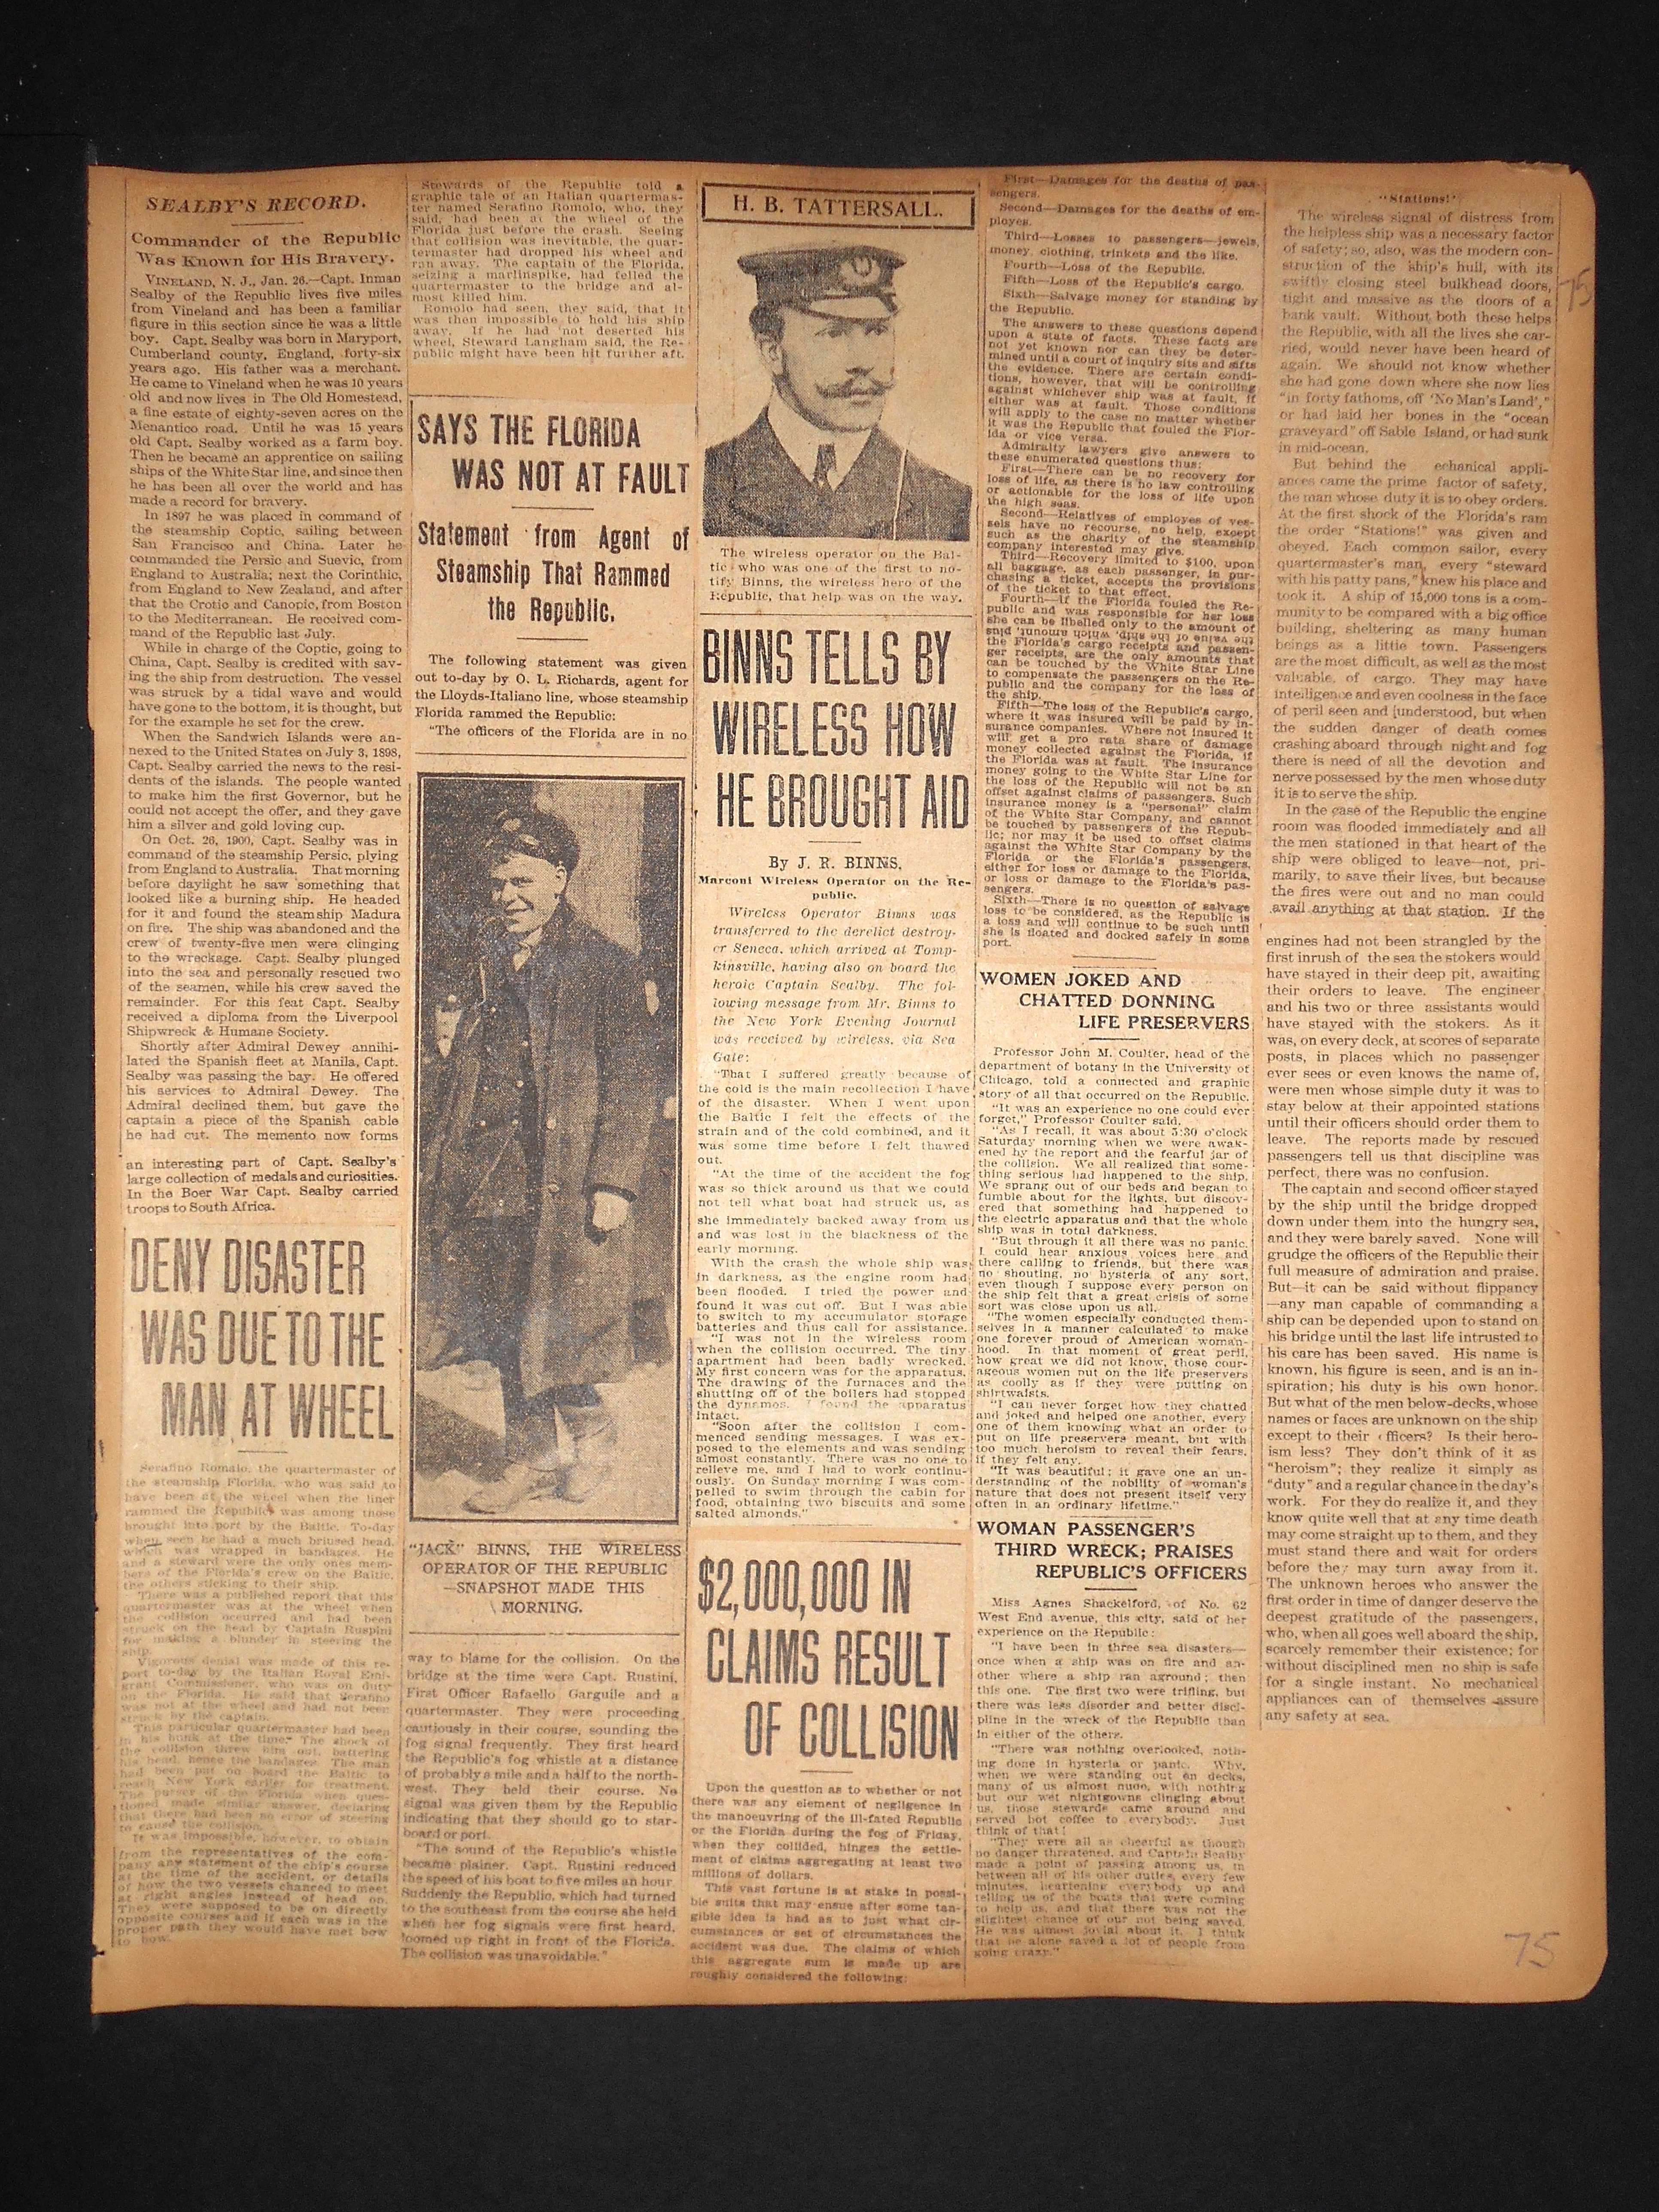 SEALBY'S RECORD.
Commander of the Republic
Was Known for His Bravery.
VINELAND, N. J., Jan. 26.—Capt. Inman
Sealby of the Republic lives five miles
from Vineland and has been a familiar
figure in this section since he was a little
boy. Capt. Sealby was born in Maryport,
Cumberland county, England, forty-six
years ago. His father was a merchant.
He came to Vineland when he was 10 years
old and now lives in The Old Homestead,
a fine estate of eighty-seven acres on the
Menantico road. Until he was 15 years
old Capt. Sealby worked as a farm boy.
Then he became an apprentice on sailing
ships of the White Star line, and since then
he has been all over the world and has
made a record for bravery.
In 1897 he was placed in command of
the steamship Coptic, sailing between
San Francisco and China. Later he
commanded the Persic and Suevic, from
England to Australia; next the Corinthic,
from England to New Zealand, and after
that the Crotic and Canopic, from Boston
to the Mediterranean. He received com-
mand of the Republic last July.
While in charge of the Coptic, going to
China, Capt. Sealby is credited with sav-
ing the ship from destruction. The vessel
was struck by a tidal wave and would
have gone to the bottom, it is thought, but
for the example he set for the crew.
When the Sandwich Islands were an-
nexed to the United States on July 3, 1898,
Capt. Sealby carried the news to the resi-
dents of the islands. The people wanted
to make him the first Governor, but he
could not accept the offer, and they gave
him a silver and gold loving cup.
On Oct. 26, 1900, Capt. Sealby was in
command of the steamship Persic, plying
from England to Australia. That morning
before daylight he saw something that
looked like a burning ship. He headed
for it and found the steamship Madura
on fire. The ship was abandoned and the
crew of twenty-five men were clinging
to the wreckage. Capt. Sealby plunged
into the sea and personally rescued two
of the seamen, while his crew saved the
remainder. For this feat Capt. Sealby
received a diploma from the Liverpool
Shipwreck & Humane Society.
Shortly after Admiral Dewey annihi-
lated the Spanish fleet at Manila, Capt.
Sealby was passing the bay. He offered
his services to Admiral Dewey. The
Admiral declined them, but gave the
captain a piece of the Spanish cable
he had cut. The memento now forms
an interesting part of Capt. Sealby's
large collection of medals and curiosities.
In the Boer War Capt. Sealby carried
troops to South Africa.
DENY DISASTER
WAS DUE TO THE
MAN AT WHEEL
Serafino Romalo, the quartermaster of
the steamship Florida, who was said to
have been at the wheel when the liner
rammed the Republic was among those
brought into port by the Baltic. To-day
when seen he had a much bruised head,
which was wrapped in bandages. He
and a steward were the only ones mem-
bers of the Florida's crew on the Baltic,
the others sticking to their ship.
There was a published report that this
quartermaster was at the wheel when
the collision occurred and had been
struck on the head by Captain Ruspini
for making a blunder in steering the
ship.
Vigorous denial was made of this re-
port to-day by the Italian Royal Emi-
grant Commissioner, who was on duty
on the Florida. He said that Serafino
was not at the wheel and had not been
struck by the captain.
This particular quartermaster had been
in his bunk at the time. The shock of
the collision threw him out, battering
his head. Hence the bandages. The man
had been put on board the Baltic to
reach New York earlier for treatment.
The purser of the Florida when ques-
tioned made similar answer, declaring
that there had been no error of steering
to cause the collision.
It was impossible, however, to obtain
from the representatives of the com-
pany any statement of the ship's course
at the time of the accident, or details
of how the two vessels chanced to meet
at right angles instead of head on.
They were supposed to be on directly
opposite courses and if each was in the
proper path they would have met bow
to bow.
Stewards of the Republic told a
graphic tale of an Italian quartermas-
ter named Serafino Romolo, who, they
said, had been at the wheel of the
Florida just before the crash. Seeing
that collision was inevitable, the quar-
termaster had dropped his wheel and
ran away. The captain of the Florida,
seizing a marlinspike, had felled the
quartermaster to the bridge and al-
most killed him.
Romolo had seen, they said, that it
was then impossible to hold his ship
away. If he had not deserted his
wheel, Steward Langham said, the Re-
public might have been hit further aft.
SAYS THE FLORIDA
WAS NOT AT FAULT
Statement from Agent of
Steamship That Rammed
the Republic.
The following statement was given
out to-day by O. L. Richards, agent for
the Lloyds-Italiano line, whose steamship
Florida rammed the Republic:
"The officers of the Florida are in no
"JACK" BINNS, THE WIRELESS
OPERATOR OF THE REPUBLIC
—SNAPSHOT MADE THIS
MORNING.
way to blame for the collision. On the
bridge at the time were Capt. Rustini,
First Officer Rafaello Garguile and a
quartermaster. They were proceeding
cautiously in their course, sounding the
fog signal frequently. They first heard
the Republic's fog whistle at a distance
of probably a mile and a half to the north-
west. They held their course. No
signal was given them by the Republic
indicating that they should go to star-
board or port.
"The sound of the Republic's whistle
became plainer. Capt. Rustini reduced
the speed of his boat to five miles an hour.
Suddenly the Republic, which had turned
to the southeast from the course she held
when her fog signals were first heard,
loomed up right in front of the Florida.
The collision was unavoidable."
H. B. TATTERSALL.
The wireless operator on the Bal-
tic who was one of the first to no-
tify Binns, the wireless hero of the
Republic, that help was on the way.
BINNS TELLS BY
WIRELESS HOW
HE BROUGHT AID
By J. R. BINNS,
Marconi Wireless Operator on the Re-
public.
Wireless Operator Binns was
transferred to the derelict destroy-
er Seneca, which arrived at Tomp-
kinsville, having also on board the
heroic Captain Sealby. The fol-
lowing message from Mr. Binns to
the New York Evening Journal
was received by wireless, via Sea
Gate:
"That I suffered greatly because of
the cold is the main recollection I have
of the disaster. When I went upon
the Baltic I felt the effects of the
strain and of the cold combined, and it
was some time before I felt thawed
out.
"At the time of the accident the fog
was so thick around us that we could
not tell what boat had struck us, as
she immediately backed away from us
and was lost in the blackness of the
early morning.
With the crash the whole ship was
in darkness, as the engine room had
been flooded. I tried the power and
found it was cut off. But I was able
to switch to my accumulator storage
batteries and thus call for assistance.
"I was not in the wireless room
when the collision occurred. The tiny
apartment had been badly wrecked.
My first concern was for the apparatus.
The drawing of the furnaces and the
shutting off of the boilers had stopped
the dynamos. I found the apparatus
intact.
"Soon after the collision I com-
menced sending messages. I was ex-
posed to the elements and was sending
almost constantly. There was no one to
relieve me, and I had to work continu-
ously. On Sunday morning I was com-
pelled to swim through the cabin for
food, obtaining two biscuits and some
salted almonds."
$2,000,000 IN
CLAIMS RESULT
OF COLLISION
Upon the question as to whether or not
there was any element of negligence in
the manoeuvring of the ill-fated Republic
or the Florida during the fog of Friday,
when they collided, hinges the settle-
ment of claims aggregating at least two
millions of dollars.
This vast fortune is at stake in possi-
ble suits that may ensue after some tan-
gible idea is had as to just what cir-
cumstances or set of circumstances the
accident was due. The claims of which
this aggregate sum is made up are
roughly considered the following:
First—Damages for the deaths of pas-
sengers.
Second—Damages for the deaths of em-
ployes.
Third—Losses to passengers—jewels,
money, clothing, trinkets and the like.
Fourth—Loss of the Republic.
Fifth—Loss of the Republic's cargo.
Sixth—Salvage money for standing by
the Republic.
The answers to these questions depend
upon a state of facts. These facts are
not yet known nor can they be deter-
mined until a court of inquiry sits and sifts
the evidence. There are certain condi-
tions, however, that will be controlling
against whichever ship was at fault, if
either was at fault. Those conditions
will apply to the case no matter whether
it was the Republic that fouled the Flor-
ida or vice versa.
Admiralty lawyers give answers to
these enumerated questions thus:
First—There can be no recovery for
loss of life, as there is no law controlling
or actionable for the loss of life upon
the high seas.
Second—Relatives of employes of ves-
sels have no recourse, no help, except
such as the charity of the steamship
company interested may give.
Third—Recovery limited to $100, upon
all baggage, as each passenger, in pur-
chasing a ticket, accepts the provisions
of the ticket to that effect.
Fourth—If the Florida fouled the Re-
public and was responsible for her loss
she can be libelled only to the amount of
the value of the ship, which amount, plus
the Florida's cargo receipts and passen-
ger receipts, are the only amounts that
can be touched by the White Star Line
to compensate the passengers on the Re-
public and the company for the loss of
the ship.
Fifth—The loss of the Republic's cargo,
where it was insured will be paid by in-
surance companies. Where not insured it
will get a pro rata share of damage
money collected against the Florida, if
the Florida was at fault. The insurance
money going to the White Star Line for
the loss of the Republic will not be an
offset against claims of passengers. Such
insurance money is a "personal" claim
of the White Star Company, and cannot
be touched by passengers of the Repub-
lic; nor may it be used to offset claims
against the White Star Company by the
Florida or the Florida's passengers,
either for loss or damage to the Florida,
or loss or damage to the Florida's pas-
sengers.
Sixth—There is no question of salvage
loss to be considered, as the Republic is
a loss and will continue to be such until
she is floated and docked safely in some
port.
WOMEN JOKED AND
CHATTED DONNING
LIFE PRESERVERS
Professor John M. Coulter, head of the
department of botany in the University of
Chicago, told a connected and graphic
story of all that occurred on the Republic.
"It was an experience no one could ever
forget," Professor Coulter said.
"As I recall, it was about 5:30 o'clock
Saturday morning when we were awak-
ened by the report and the fearful jar of
the collision. We all realized that some-
thing serious had happened to the ship.
We sprang out of our beds and began to
fumble about for the lights, but discov-
ered that something had happened to
the electric apparatus and that the whole
ship was in total darkness.
"But through it all there was no panic.
I could hear anxious voices here and
there calling to friends, but there was
no shouting, no hysteria of any sort,
even though I suppose every person on
the ship felt that a great crisis of some
sort was close upon us all.
"The women especially conducted them-
selves in a manner calculated to make
one forever proud of American woman-
hood. In that moment of great peril,
how great we did not know, those cour-
ageous women put on the life preservers
as coolly as if they were putting on
shirtwaists.
"I can never forget how they chatted
and joked and helped one another, every
one of them knowing what an order to
put on life preservers meant, but with
too much heroism to reveal their fears,
if they felt any.
"It was beautiful; it gave one an un-
derstanding of the nobility of woman's
nature that does not present itself very
often in an ordinary lifetime."
WOMAN PASSENGER'S
THIRD WRECK; PRAISES
REPUBLIC'S OFFICERS
Miss Agnes Shackelford, of No. 62
West End avenue, this city, said of her
experience on the Republic:
"I have been in three sea disasters—
once when a ship was on fire and an-
other where a ship ran aground; then
this one. The first two were trifling, but
there was less disorder and better disci-
pline in the wreck of the Republic than
in either of the others.
"There was nothing overlooked, noth-
ing done in hysteria or panic. Why,
when we were standing out on decks,
many of us almost nude, with nothing
but our wet nightgowns clinging about
us, those stewards came around and
served hot coffee to everybody. Just
think of that!
"They were all as cheerful as though
no danger threatened, and Captain Sealby
made a point of passing among us, in
between all of his other duties, every few
minutes, heartening everybody up and
telling us of the boats that were coming
to help us, and that there was not the
slightest chance of our not being saved.
He was almost jovial about it. I think
that he alone saved a lot of people from
going crazy."
"Stations!"
The wireless signal of distress from
the helpless ship was a necessary factor
of safety; so, also, was the modern con-
struction of the ship's hull, with its
swiftly closing steel bulkhead doors,
tight and massive as the doors of a
bank vault. Without both these helps
the Republic, with all the lives she car-
ried, would never have been heard of
again. We should not know whether
she had gone down where she now lies
"in forty fathoms, off 'No Man's Land',"
or had laid her bones in the "ocean
graveyard" off Sable Island, or had sunk
in mid-ocean.
But behind the echanical appli-
ances came the prime factor of safety,
the man whose duty it is to obey orders.
At the first shock of the Florida's ram
the order "Stations!" was given and
obeyed. Each common sailor, every
quartermaster's man, every "steward
with his patty pans," knew his place and
took it. A ship of 15,000 tons is a com-
munity to be compared with a big office
building, sheltering as many human
beings as a little town. Passengers
are the most difficult, as well as the most
valuable, of cargo. They may have
intelligence and even coolness in the face
of peril seen and [understood, but when
the sudden danger of death comes
crashing aboard through night and fog
there is need of all the devotion and
nerve possessed by the men whose duty
it is to serve the ship.
In the case of the Republic the engine
room was flooded immediately and all
the men stationed in that heart of the
ship were obliged to leave—not, pri-
marily, to save their lives, but because
the fires were out and no man could
avail anything at that station. If the
engines had not been strangled by the
first inrush of the sea the stokers would
have stayed in their deep pit, awaiting
their orders to leave. The engineer
and his two or three assistants would
have stayed with the stokers. As it
was, on every deck, at scores of separate
posts, in places which no passenger
ever sees or even knows the name of,
were men whose simple duty it was to
stay below at their appointed stations
until their officers should order them to
leave. The reports made by rescued
passengers tell us that discipline was
perfect, there was no confusion.
The captain and second officer stayed
by the ship until the bridge dropped
down under them into the hungry sea,
and they were barely saved. None will
grudge the officers of the Republic their
full measure of admiration and praise.
But—it can be said without flippancy
—any man capable of commanding a
ship can be depended upon to stand on
his bridge until the last life intrusted to
his care has been saved. His name is
known, his figure is seen, and is an in-
spiration; his duty is his own honor.
But what of the men below-decks, whose
names or faces are unknown on the ship
except to their officers? Is their hero-
ism less? They don't think of it as
"heroism"; they realize it simply as
"duty" and a regular chance in the day's
work. For they do realize it, and they
know quite well that at any time death
may come straight up to them, and they
must stand there and wait for orders
before they may turn away from it.
The unknown heroes who answer the
first order in time of danger deserve the
deepest gratitude of the passengers,
who, when all goes well aboard the ship,
scarcely remember their existence; for
without disciplined men no ship is safe
for a single instant. No mechanical
appliances can of themselves assure
any safety at sea.
75
75